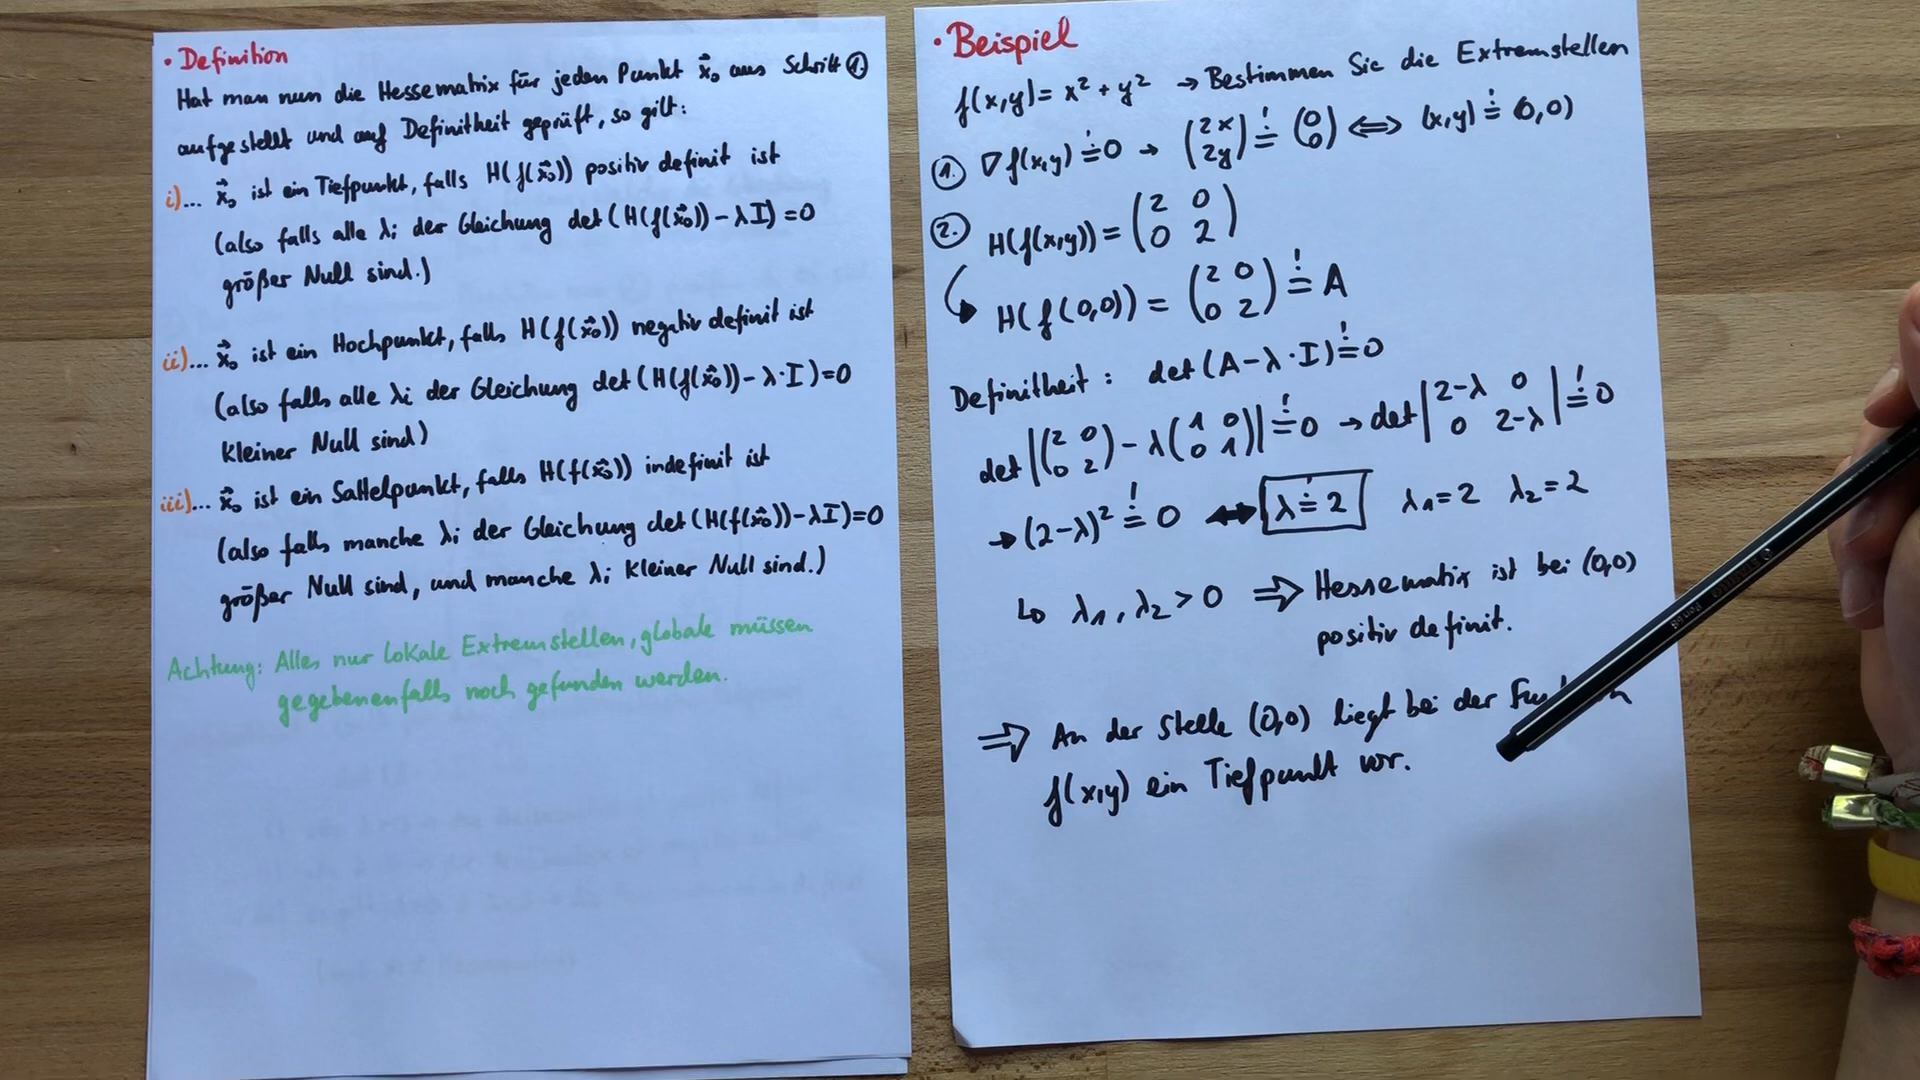 • Definition
Hat man nun die Hessematrix für jeden Punkt x⃗₀ aus Schritt ①
aufgestellt und auf Definitheit geprüft, so gilt:
i)... x⃗₀ ist ein Tiefpunkt, falls H(f(x⃗₀)) positiv definit ist
(also falls alle λi der Gleichung det(H(f(x⃗₀)) - λI) = 0
größer Null sind.)
ii)... x⃗₀ ist ein Hochpunkt, falls H(f(x⃗₀)) negativ definit ist
(also falls alle λi der Gleichung det(H(f(x⃗₀)) - λ·I) = 0
kleiner Null sind)
iii)... x⃗₀ ist ein Sattelpunkt, falls H(f(x⃗₀)) indefinit ist
(also falls manche λi der Gleichung det(H(f(x⃗₀)) - λI) = 0
größer Null sind, und manche λi kleiner Null sind.)
Achtung: Alles nur lokale Extremstellen, globale müssen
gegebenenfalls noch gefunden werden.
• Beispiel
f(x,y) = x² + y² → Bestimmen Sie die Extremstellen
①. ∇f(x,y) =! 0 → (2x 2y) =! (0 0) ⟺ (x,y) =! (0,0)
②. H(f(x,y)) = (2 0 0 2)
H(f(0,0)) = (2 0 0 2) =! A
Definitheit: det(A - λ·I) =! 0
det|(2 0 0 2) - λ(1 0 0 1)| =! 0 → det|2-λ 0 0 2-λ| =! 0
→ (2-λ)² =! 0 ↔ λ =! 2 λ₁ = 2 λ₂ = 2
↳ λ₁, λ₂ > 0 ⇒ Hessematrix ist bei (0,0)
positiv definit.
⇒ An der Stelle (0,0) liegt bei der
f(x,y) ein Tiefpunkt vor.